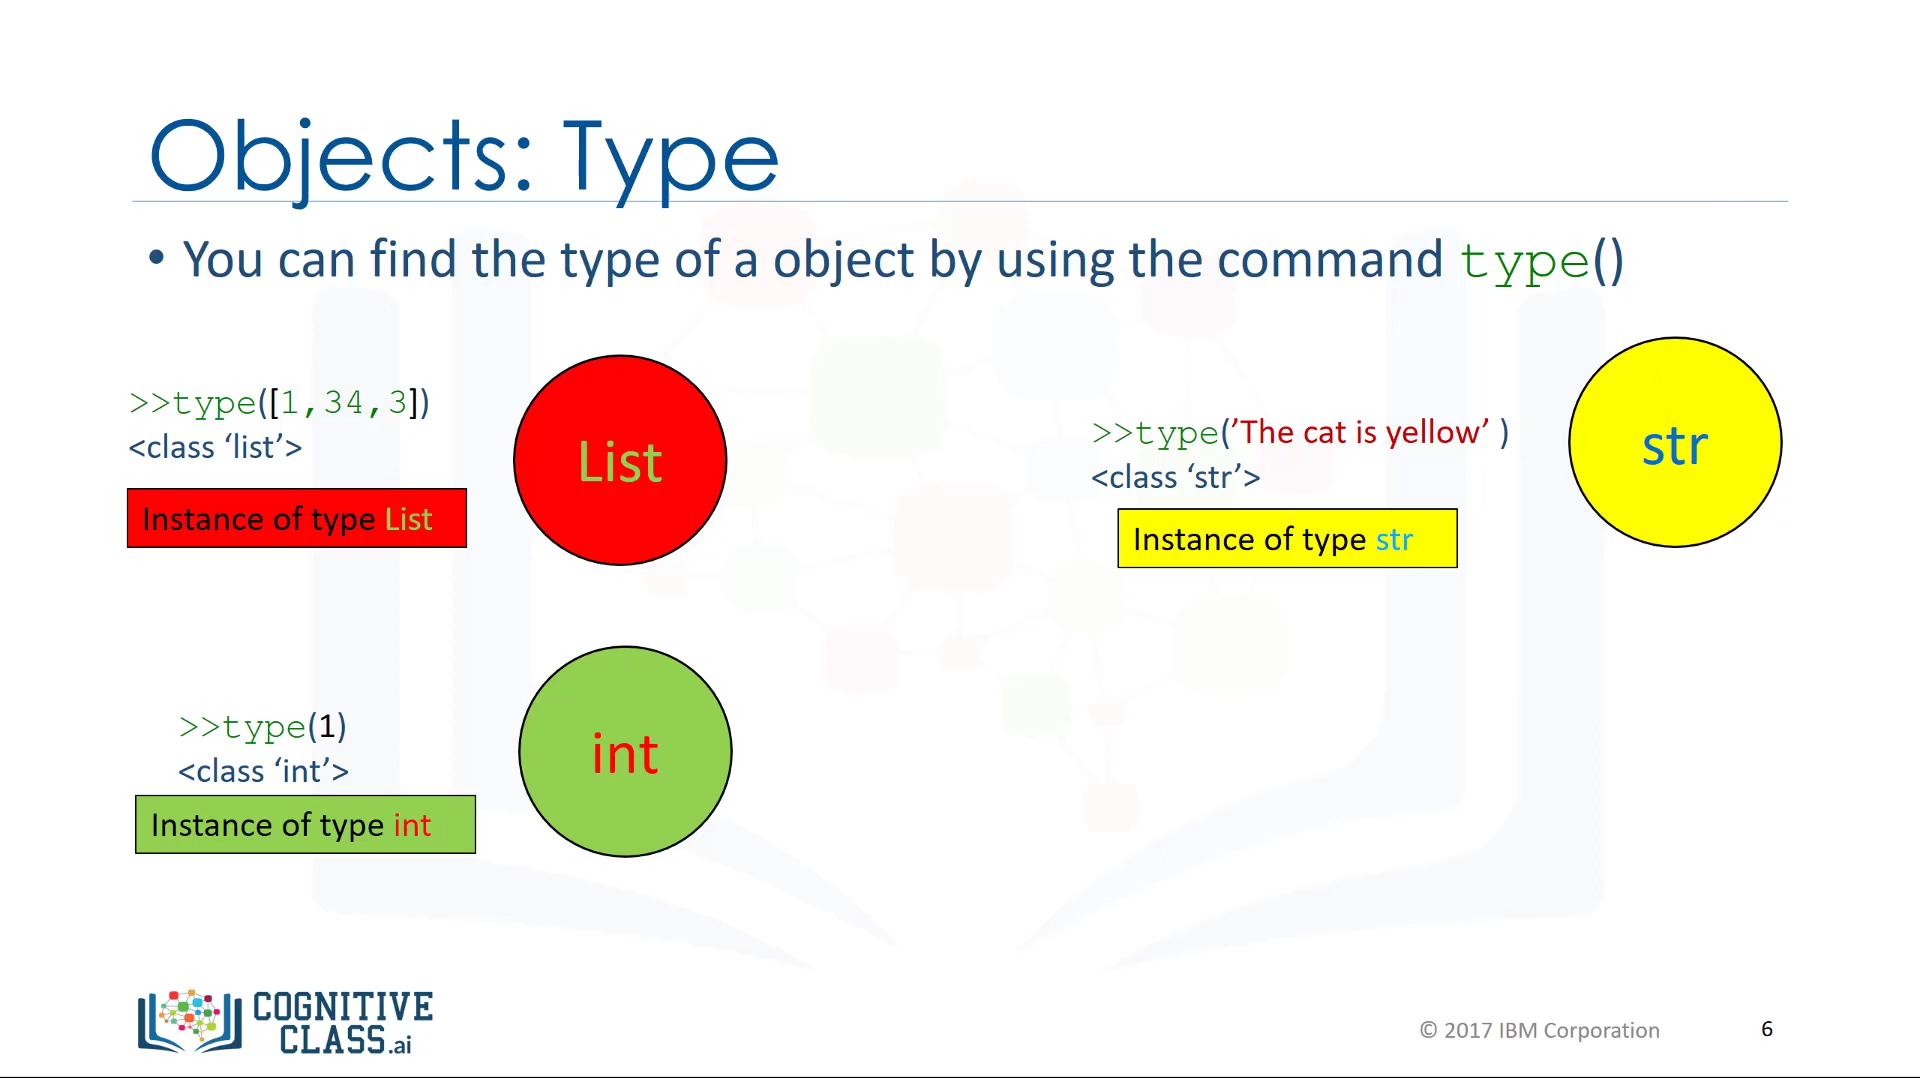 Objects: Type
• You can find the type of a object by using the command type()
>>type([1,34,3])
<class ‘list’>
Instance of type List
List
>>type(’The cat is yellow’ )
<class ‘str’>
Instance of type str
str
>>type(1)
<class ‘int’>
Instance of type int
int
COGNITIVE
CLASS.ai
© 2017 IBM Corporation
6